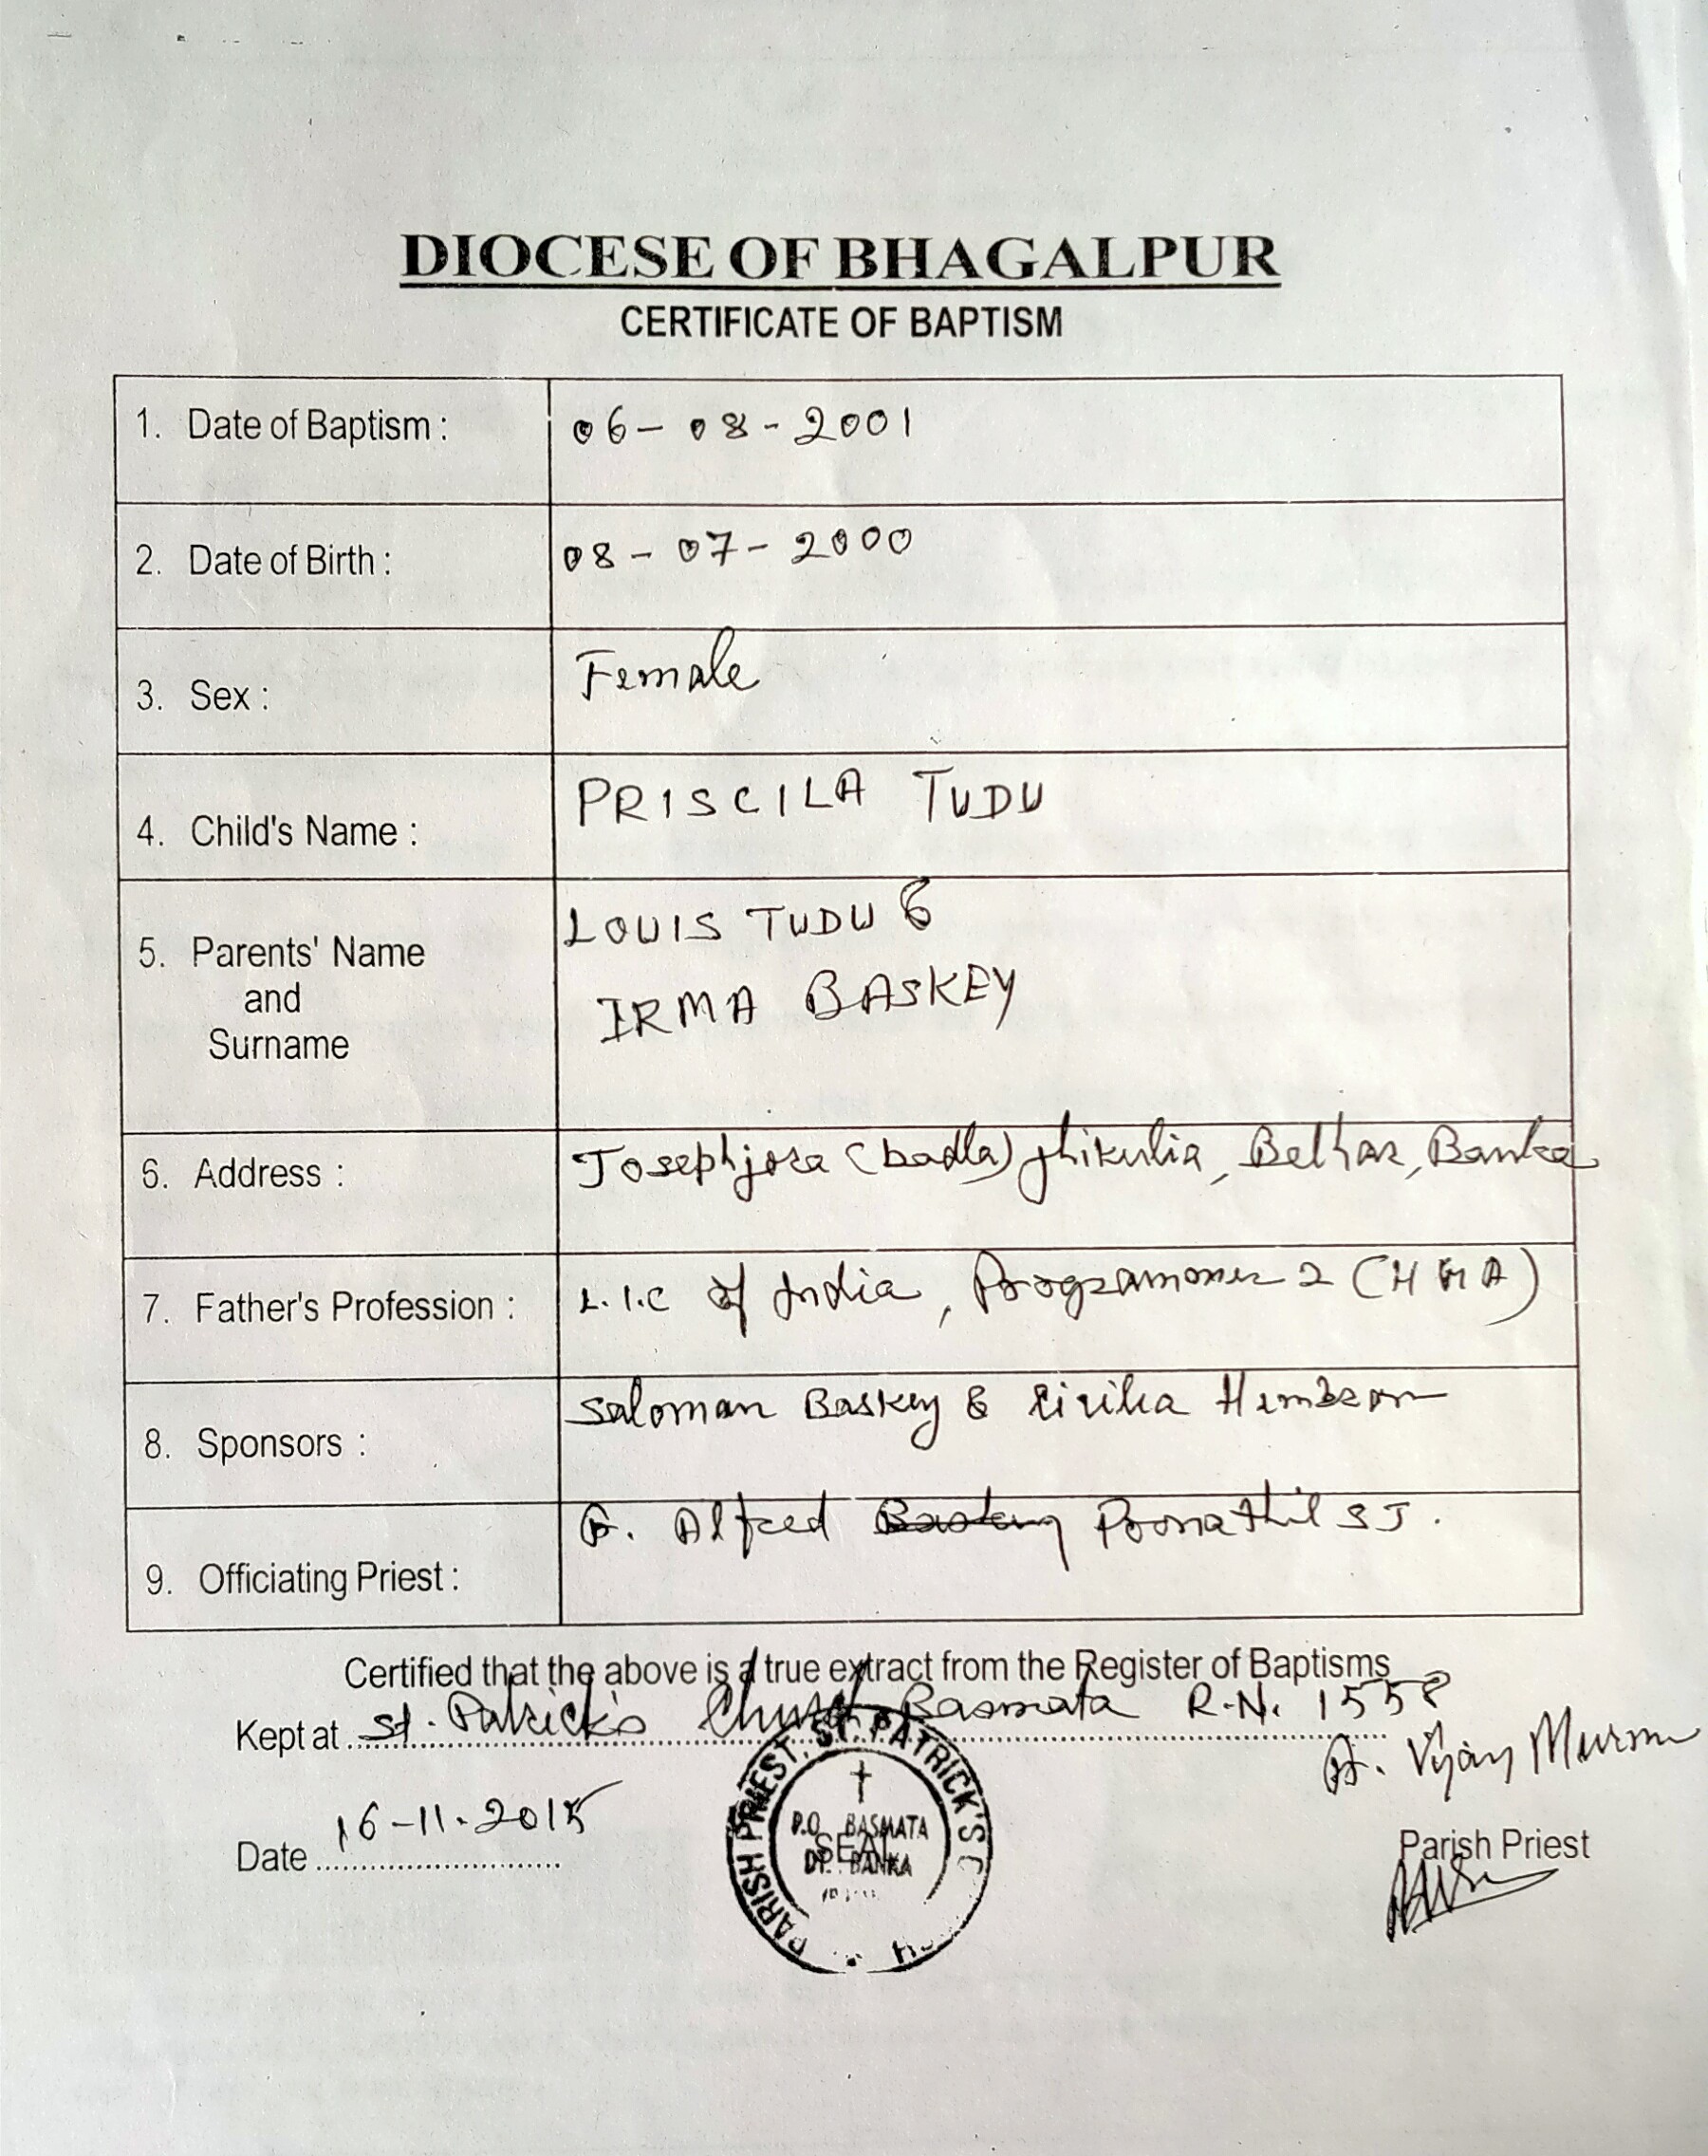 DIOCESE OF BHAGALPUR
CERTIFICATE OF BAPTISM
1. Date of Baptism : 06-08-2001
2. Date of Birth : 08-07-2000
3. Sex : Female
4. Child's Name : PRISCILA TUDU
5. Parents' Name and Surname LOUIS TUDU &
IRMA BASKEY
6. Address : Josephjora (badla) Jhikulia, Belhar, Banka
7. Father's Profession : L.I.C of India, Programmer 2 (HGA)
8. Sponsors : Saloman Baskey & Hembrom
9. Officiating Priest : Fr. Alfred Baskey Poonathil SJ.
Certified that the above is a true extract from the Register of Baptisms
Kept at St. Patrick's Church, Basmata R.N. 1558
Fr. Vijay Murmu
Date 16-11-2015
Parish Priest
PARISH PRIEST, ST. PATRICK'S
P.O. BASMATA
SEAL
DT. BANKA